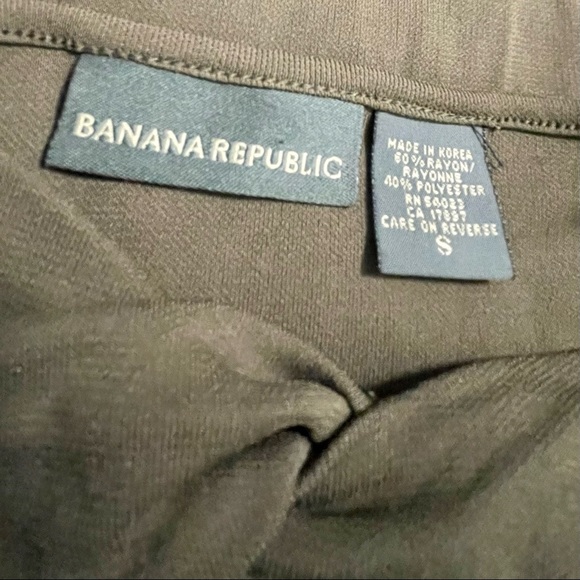 BANANA REPUBLIC
MADE IN KOREA
60% RAYON/
RAYONNE
40% POLYESTER
RN 54023
CA 17897
CARE ON REVERSE
S